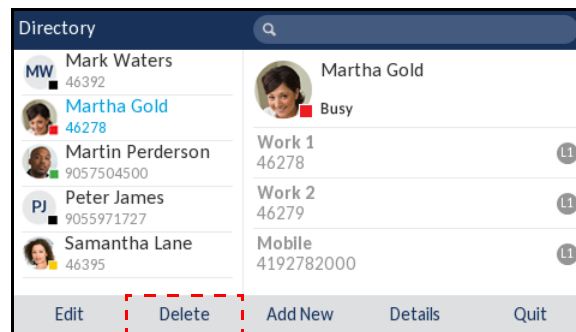 Directory
MW
Mark Waters
46392
Martha Gold
46278
Martin Perderson
9057504500
PJ
Peter James
9055971727
Samantha Lane
46395
Martha Gold
Busy
Work 1
46278
L1
Work 2
46279
L1
Mobile
4192782000
L1
Edit
Delete
Add New
Details
Quit